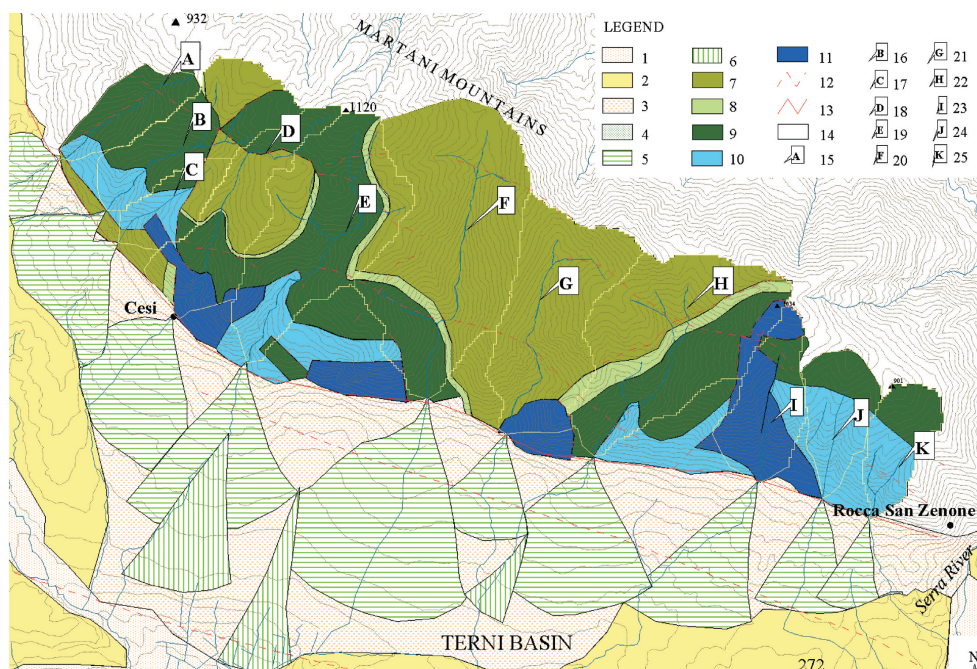 932
MARTANI MOUNTAINS
1120
LEGEND
1
2
3
4
5
6
7
8
9
10
11
12
13
14
A 15
B 16
C 17
D 18
E 19
F 20
G 21
H 22
I 23
J 24
K 25
A
B
C
D
E
F
G
H
I
J
K
901
Cesi
Rocca San Zenone
Serra River
TERNI BASIN
272
N